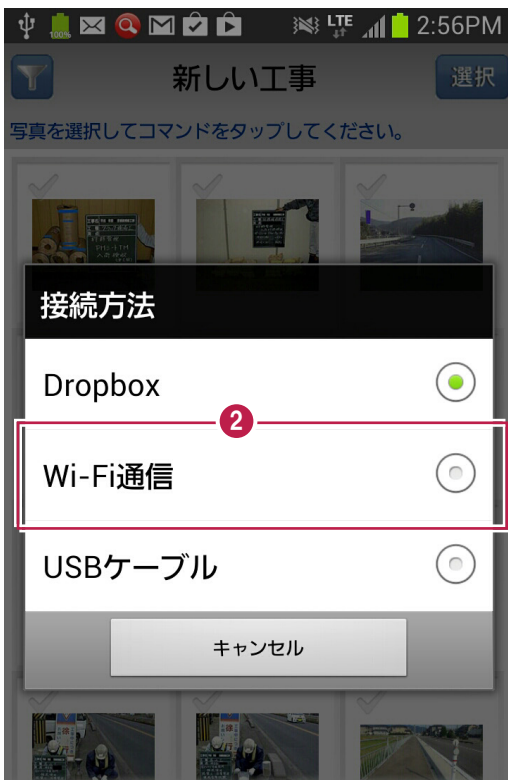 100%
LTE
2:56PM
新しい工事
選択
写真を選択してコマンドをタップしてください。
接続方法
Dropbox
2
Wi-Fi通信
USBケーブル
キャンセル